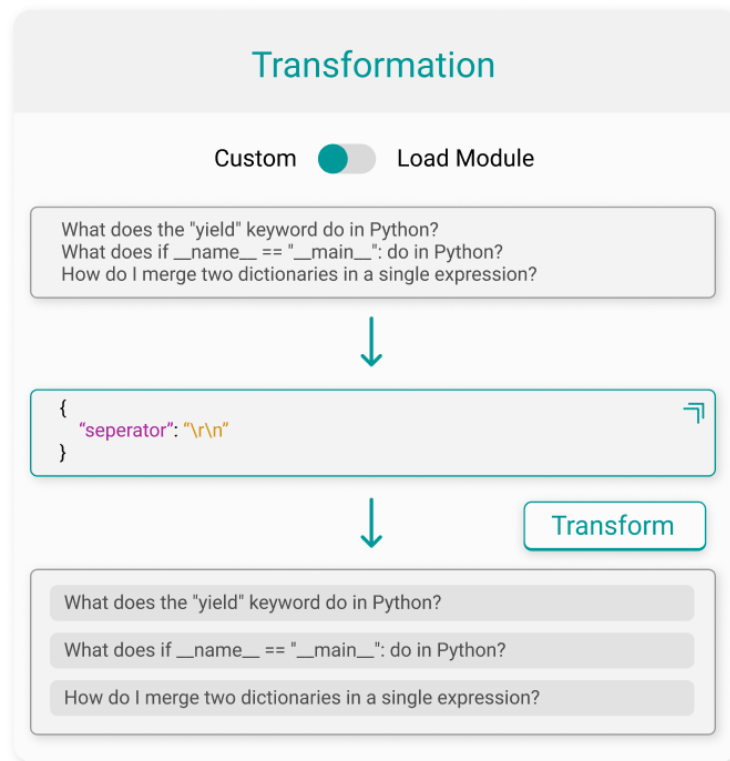 Transformation
Custom Load Module
What does the "yield" keyword do in Python?
What does if __name__ == "__main__": do in Python?
How do I merge two dictionaries in a single expression?
{
“seperator”: “\r\n”
}
Transform
What does the "yield" keyword do in Python?
What does if __name__ == "__main__": do in Python?
How do I merge two dictionaries in a single expression?